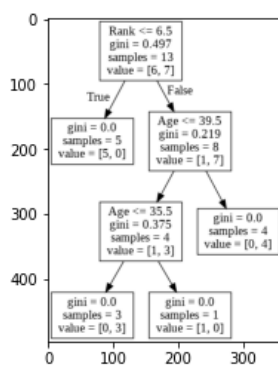 0
100
200
300
400
0
100
200
300
Rank <= 6.5
gini = 0.497
samples = 13
value = [6, 7]
True
False
gini = 0.0
samples = 5
value = [5, 0]
Age <= 39.5
gini = 0.219
samples = 8
value = [1, 7]
Age <= 35.5
gini = 0.375
samples = 4
value = [1, 3]
gini = 0.0
samples = 4
value = [0, 4]
gini = 0.0
samples = 3
value = [0, 3]
gini = 0.0
samples = 1
value = [1, 0]